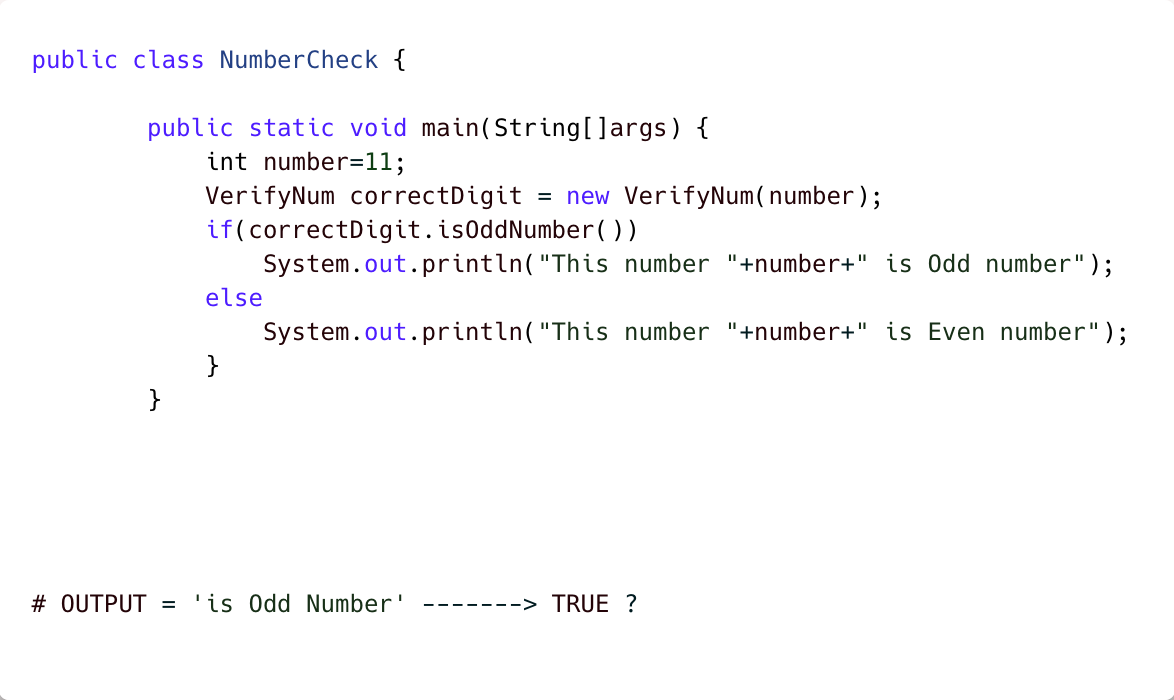 public class NumberCheck {
public static void main(String[]args) {
int number=11;
VerifyNum correctDigit = new VerifyNum(number);
if(correctDigit.isOddNumber())
System.out.println("This number "+number+" is Odd number");
else
System.out.println("This number "+number+" is Even number");
}
}
# OUTPUT = 'is Odd Number' -------> TRUE ?